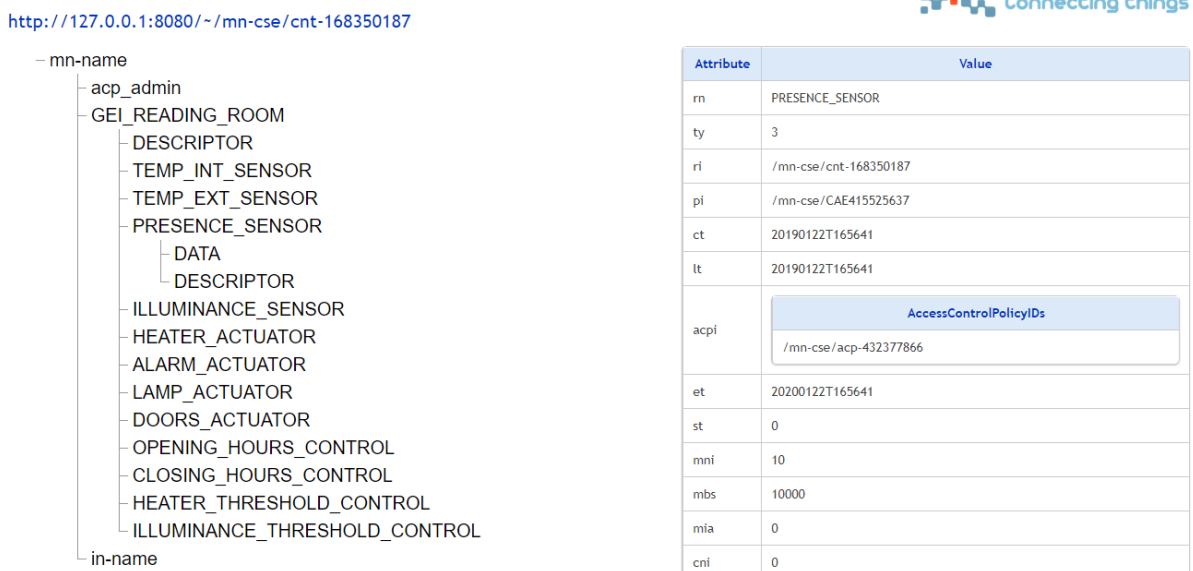 connecting things
http://127.0.0.1:8080/~/mn-cse/cnt-168350187
mn-name
acp_admin
GEI_READING_ROOM
DESCRIPTOR
TEMP_INT_SENSOR
TEMP_EXT_SENSOR
PRESENCE_SENSOR
DATA
DESCRIPTOR
ILLUMINANCE_SENSOR
HEATER_ACTUATOR
ALARM_ACTUATOR
LAMP_ACTUATOR
DOORS_ACTUATOR
OPENING_HOURS_CONTROL
CLOSING_HOURS_CONTROL
HEATER_THRESHOLD_CONTROL
ILLUMINANCE_THRESHOLD_CONTROL
in-name
Attribute Value
rn PRESENCE_SENSOR
ty 3
ri /mn-cse/cnt-168350187
pi /mn-cse/CAE415525637
ct 20190122T165641
lt 20190122T165641
acpi
AccessControlPolicyIDs
/mn-cse/acp-432377866
et 20200122T165641
st 0
mni 10
mbs 10000
mia 0
cni 0